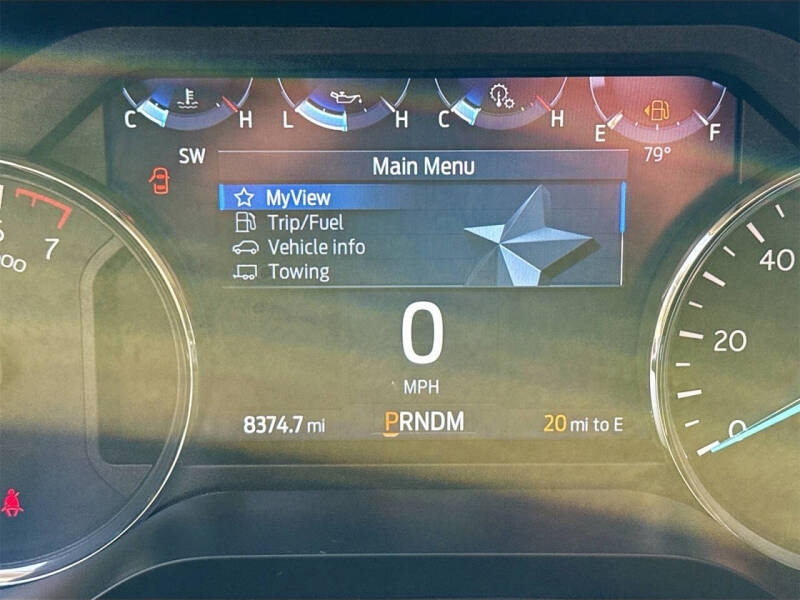 C H L H C H E F
SW
79°
Main Menu
MyView
Trip/Fuel
Vehicle info
Towing
7
40
20
0
0
MPH
8374.7 mi
PRNDM
20 mi to E